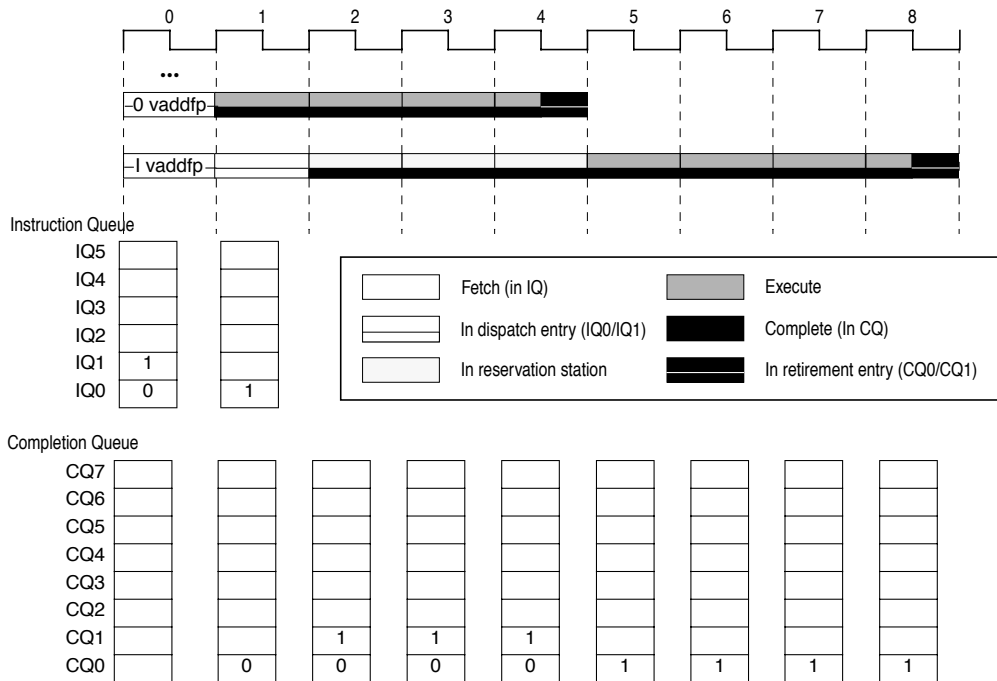 0 1 2 3 4 5 6 7 8
...
0 vaddfp
I vaddfp
Instruction Queue
IQ5
IQ4
IQ3
IQ2
IQ1 1
IQ0 0 1
Fetch (in IQ) Execute
In dispatch entry (IQ0/IQ1) Complete (In CQ)
In reservation station In retirement entry (CQ0/CQ1)
Completion Queue
CQ7
CQ6
CQ5
CQ4
CQ3
CQ2
CQ1 1 1 1
CQ0 0 0 0 0 1 1 1 1